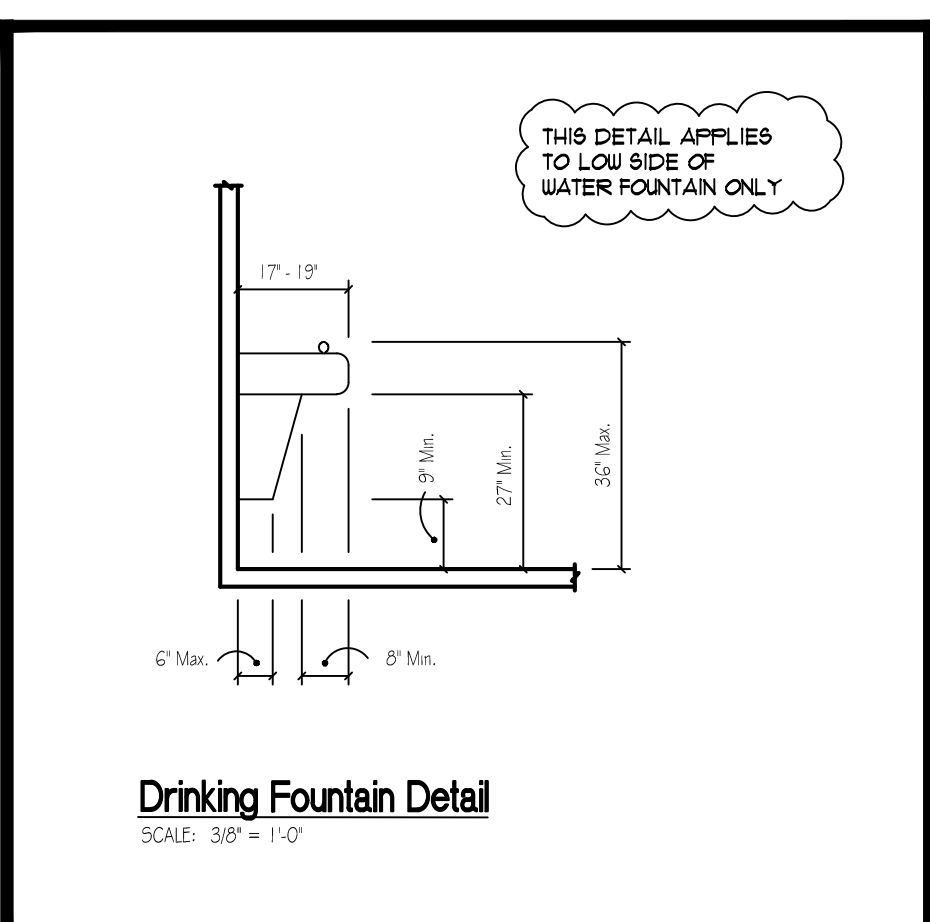 THIS DETAIL APPLIES
TO LOW SIDE OF
WATER FOUNTAIN ONLY
17" - 19"
9" Min.
27" Min.
36" Max.
6" Max.
8" Min.
Drinking Fountain Detail
SCALE: 3/8" = 1'-0"